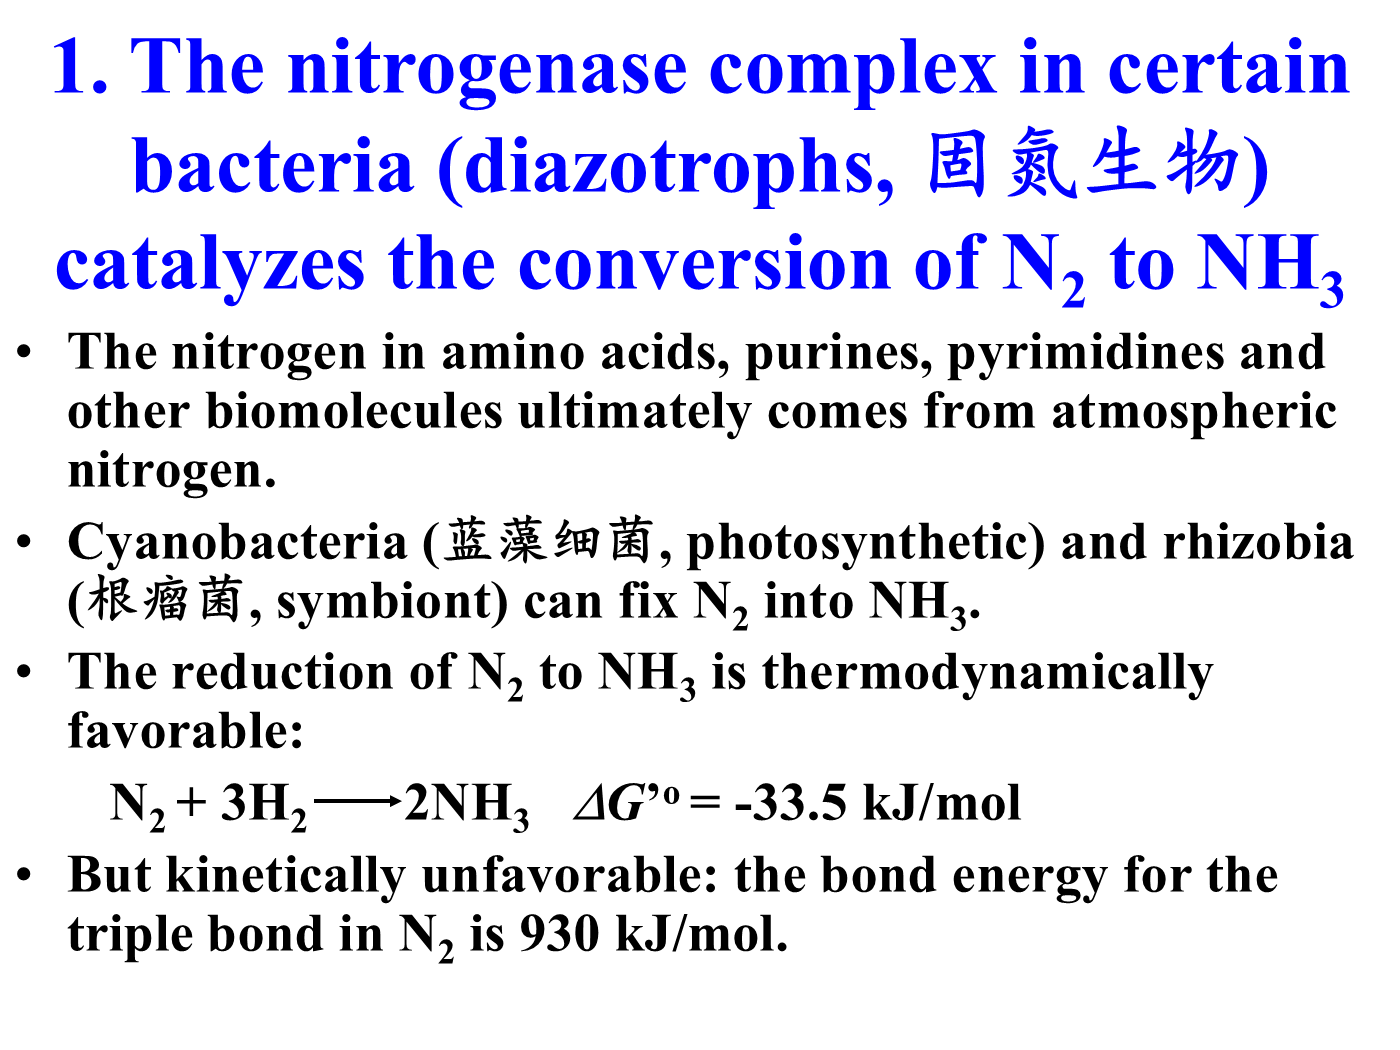 1. The nitrogenase complex in certain
bacteria (diazotrophs, 固氮生物)
catalyzes the conversion of N₂ to NH₃
• The nitrogen in amino acids, purines, pyrimidines and
other biomolecules ultimately comes from atmospheric
nitrogen.
• Cyanobacteria (蓝藻细菌, photosynthetic) and rhizobia
(根瘤菌, symbiont) can fix N₂ into NH₃.
• The reduction of N₂ to NH₃ is thermodynamically
favorable:
N₂ + 3H₂ ⟶ 2NH₃ ΔG’º = -33.5 kJ/mol
• But kinetically unfavorable: the bond energy for the
triple bond in N₂ is 930 kJ/mol.